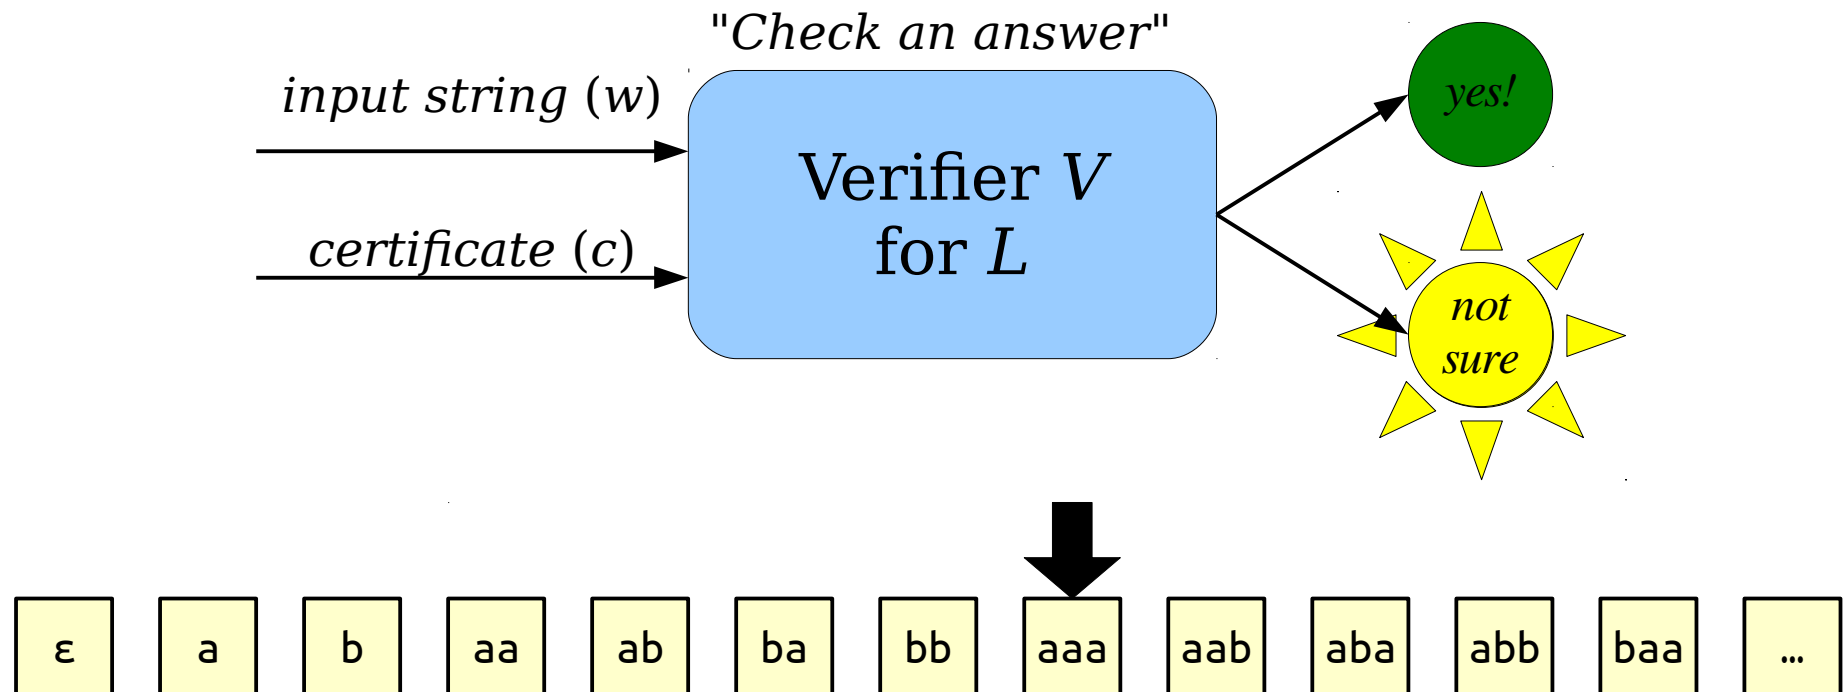 "Check an answer"
input string (w)
certificate (c)
Verifier V
for L
yes!
not
sure
ε a b aa ab ba bb aaa aab aba abb baa …